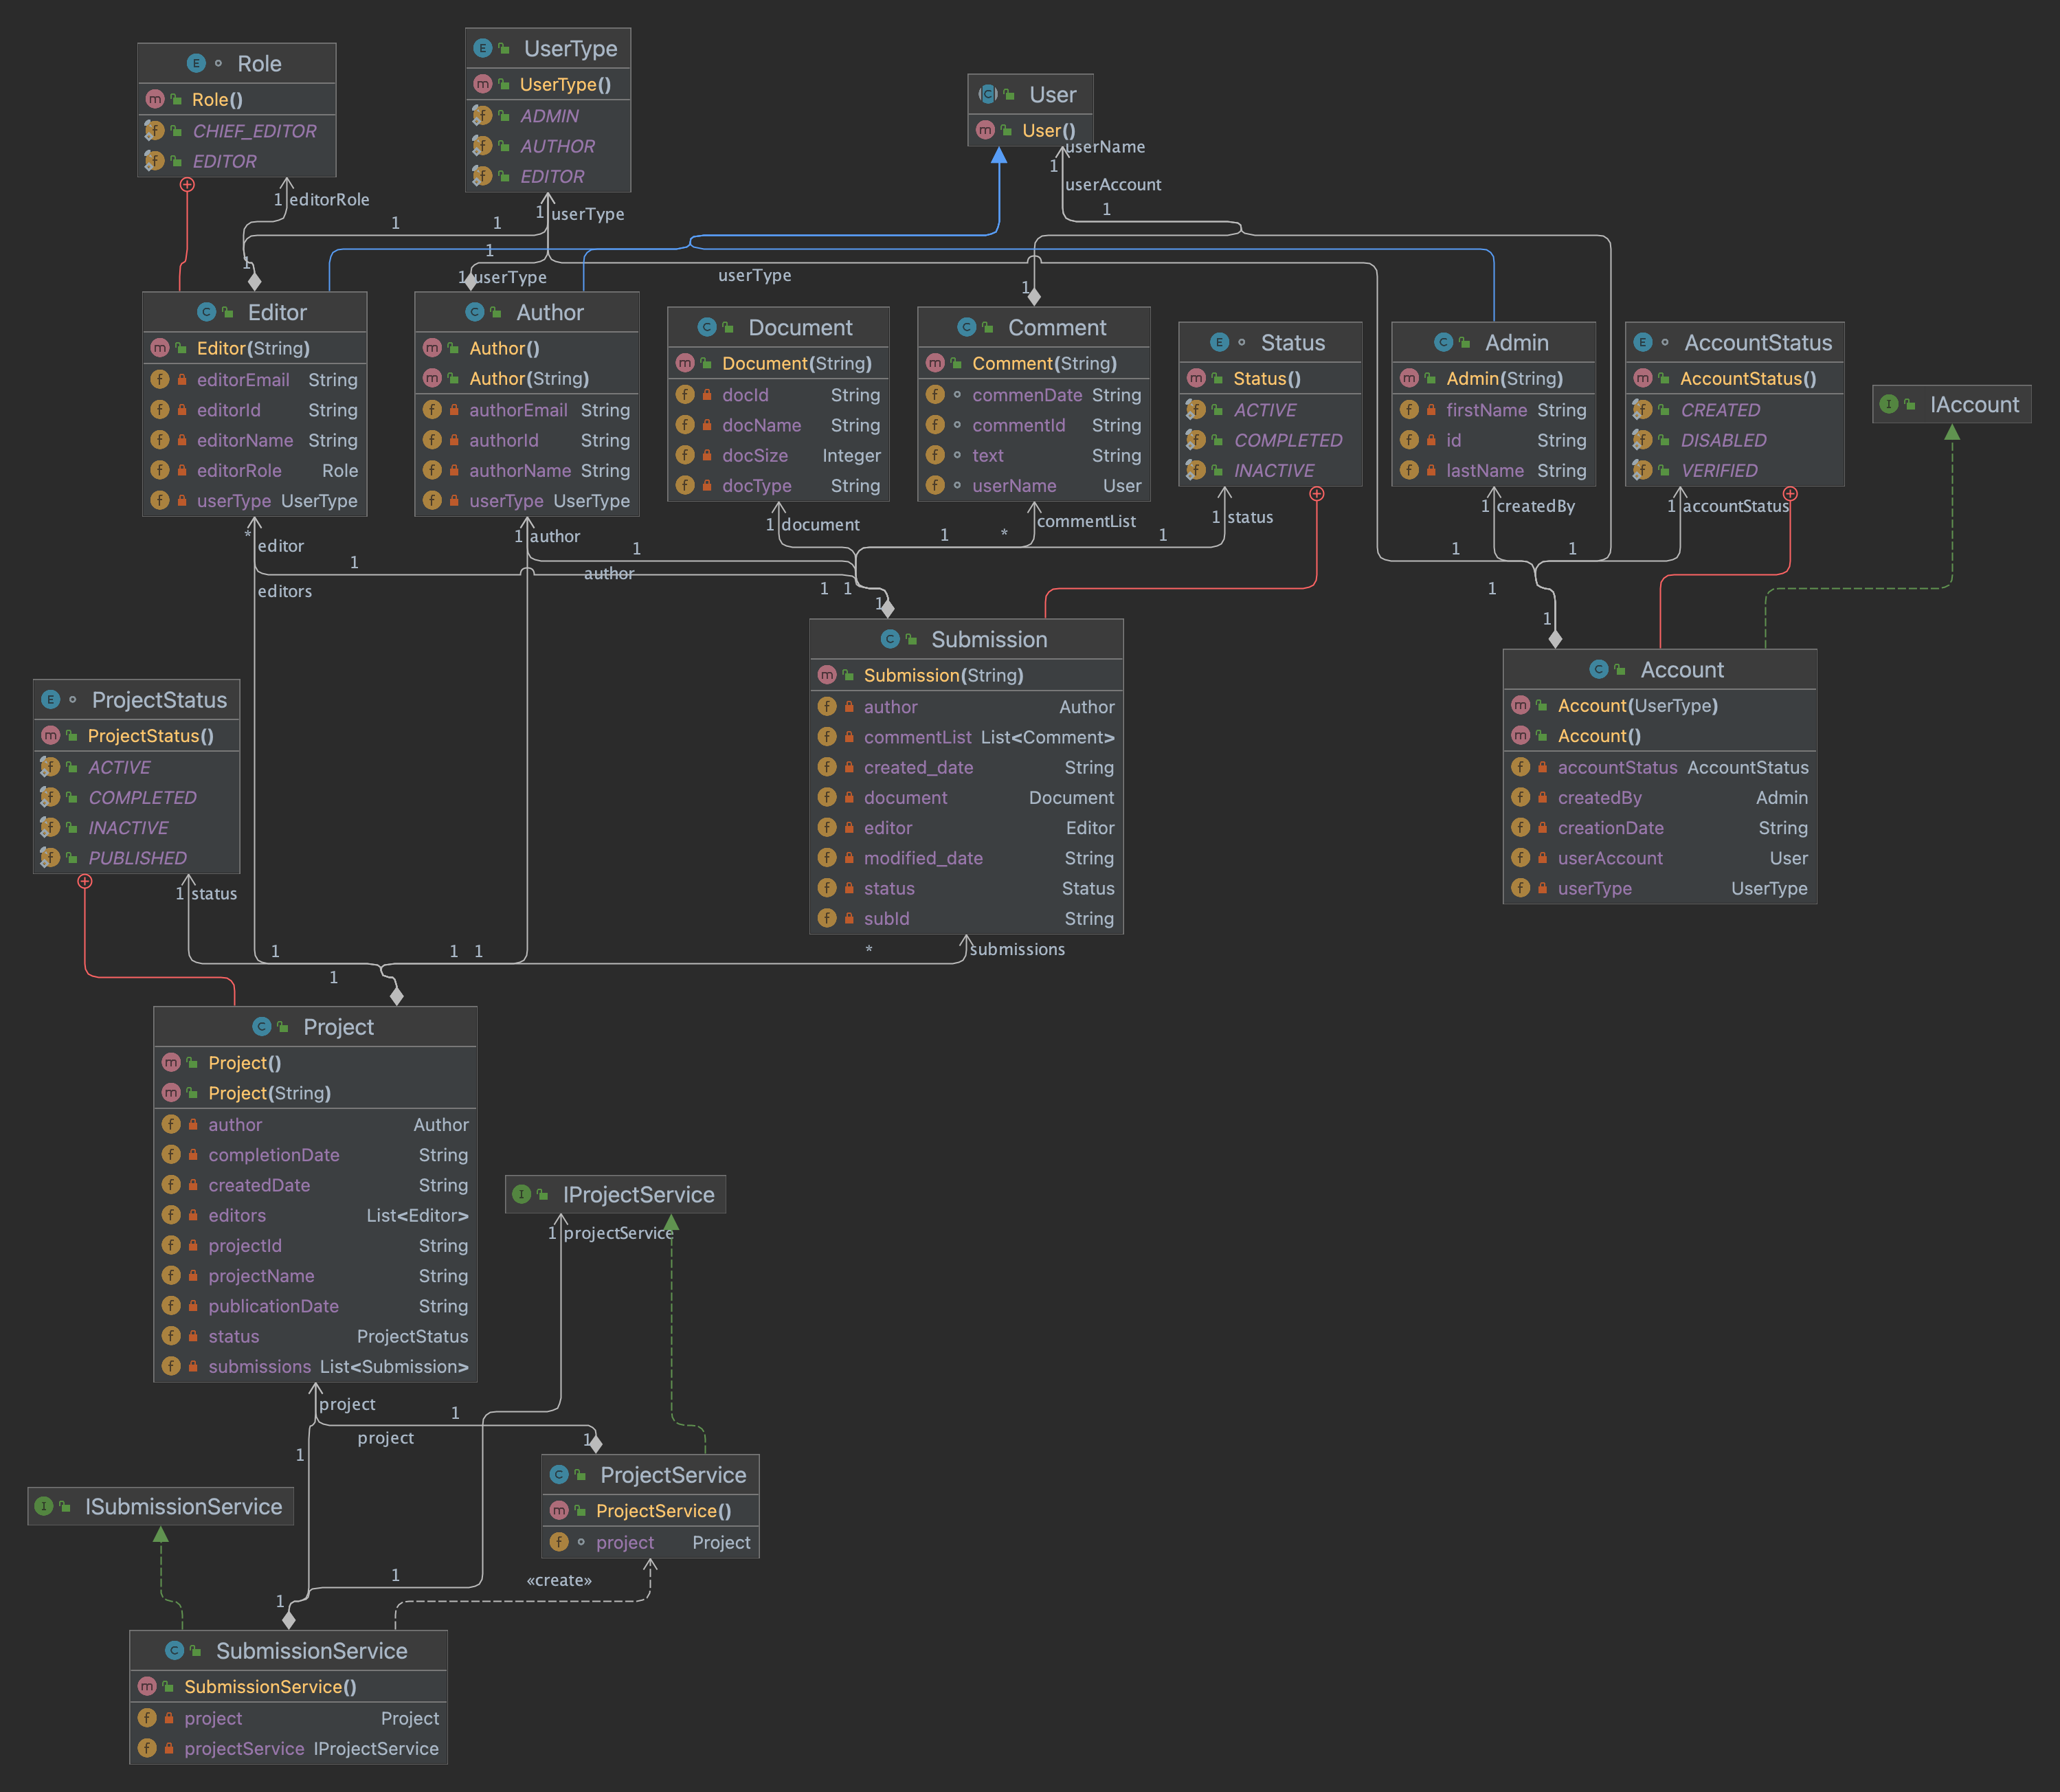 Role
Role()
CHIEF_EDITOR
EDITOR
UserType
UserType()
ADMIN
AUTHOR
EDITOR
User
User()
userName
1
userAccount
1
1 editorRole
1
1
1 userType
1
1
1 userType
userType
1
Editor
Editor(String)
editorEmail String
editorId String
editorName String
editorRole Role
userType UserType
Author
Author()
Author(String)
authorEmail String
authorId String
authorName String
userType UserType
Document
Document(String)
docId String
docName String
docSize Integer
docType String
Comment
Comment(String)
commenDate String
commentId String
text String
userName User
Status
Status()
ACTIVE
COMPLETED
INACTIVE
Admin
Admin(String)
firstName String
id String
lastName String
AccountStatus
AccountStatus()
CREATED
DISABLED
VERIFIED
IAccount
* editor
1 author
1 document
commentList
*
1 status
1 createdBy
1 accountStatus
1
1
1
1
1
1
author
editors
1 1
1
1
1
Submission
Submission(String)
author Author
commentList List<Comment>
created_date String
document Document
editor Editor
modified_date String
status Status
subId String
Account
Account(UserType)
Account()
accountStatus AccountStatus
createdBy Admin
creationDate String
userAccount User
userType UserType
ProjectStatus
ProjectStatus()
ACTIVE
COMPLETED
INACTIVE
PUBLISHED
1 status
1
1 1
* submissions
1
Project
Project()
Project(String)
author Author
completionDate String
createdDate String
editors List<Editor>
projectId String
projectName String
publicationDate String
status ProjectStatus
submissions List<Submission>
IProjectService
1 projectService
project
1
project
1
1
ProjectService
ProjectService()
project Project
ISubmissionService
1
«create»
1
SubmissionService
SubmissionService()
project Project
projectService IProjectService